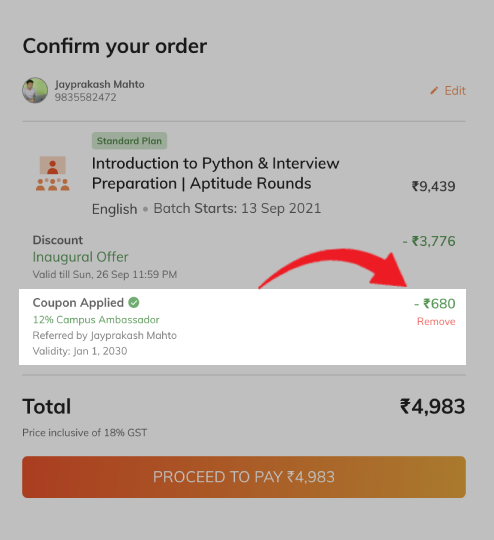 Confirm your order
Jayprakash Mahto
9835582472
Edit
Standard Plan
Introduction to Python & Interview
Preparation | Aptitude Rounds
₹9,439
English • Batch Starts: 13 Sep 2021
Discount
- ₹3,776
Inaugural Offer
Valid till Sun, 26 Sep 11:59 PM
Coupon Applied
- ₹680
12% Campus Ambassador
Remove
Referred by Jayprakash Mahto
Validity: Jan 1, 2030
Total
₹4,983
Price inclusive of 18% GST
PROCEED TO PAY ₹4,983